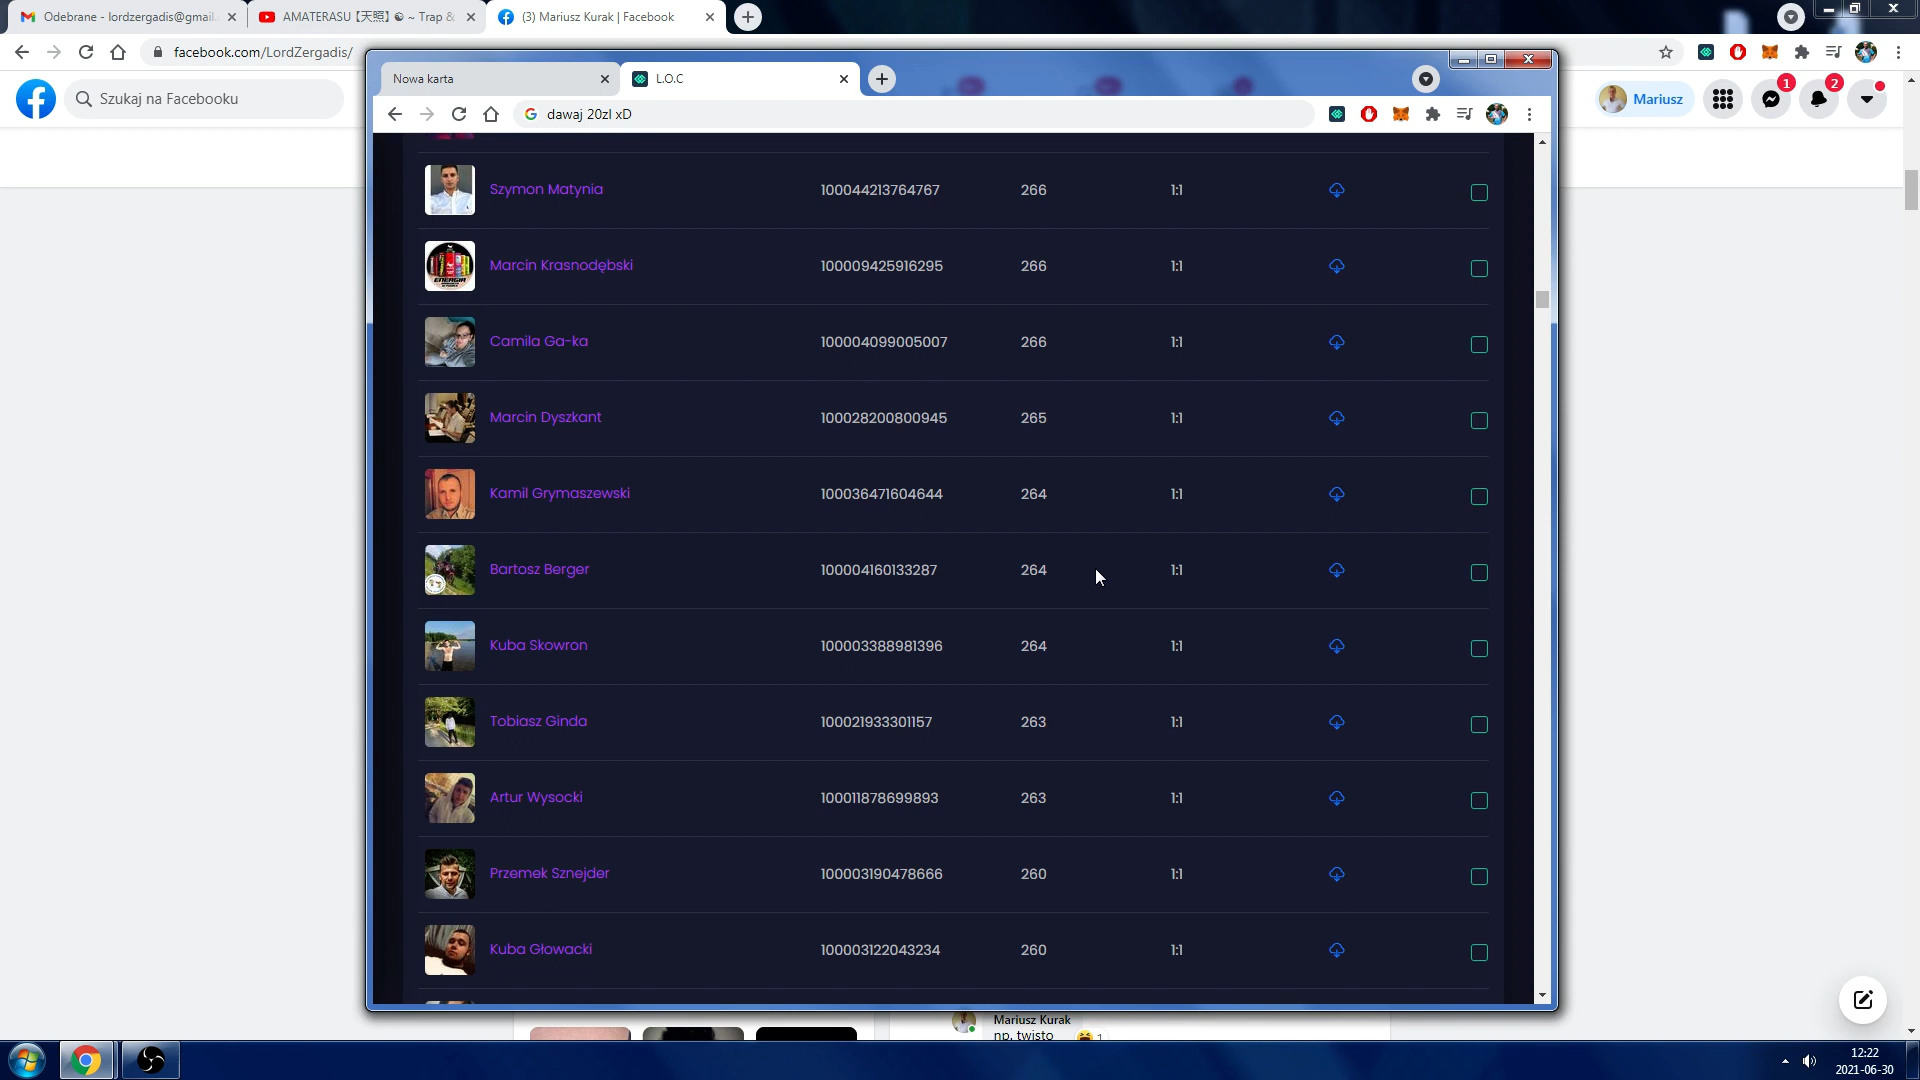 Odebrane - lordzergadis@gmail.
AMATERASU【天照】☯ ~ Trap &
(3) Mariusz Kurak | Facebook
facebook.com/LordZergadis/
Szukaj na Facebooku
Mariusz
1
2
Nowa karta
L.O.C
dawaj 20zl xD
Szymon Matynia 100044213764767 266 1:1
Marcin Krasnodębski 100009425916295 266 1:1
Camila Ga-ka 100004099005007 266 1:1
Marcin Dyszkant 100028200800945 265 1:1
Kamil Grymaszewski 100036471604644 264 1:1
Bartosz Berger 100004160133287 264 1:1
Kuba Skowron 100003388981396 264 1:1
Tobiasz Ginda 100021933301157 263 1:1
Artur Wysocki 100011878699893 263 1:1
Przemek Sznejder 100003190478666 260 1:1
Kuba Głowacki 100003122043234 260 1:1
Mariusz Kurak
np. twisto
1
12:22
2021-06-30